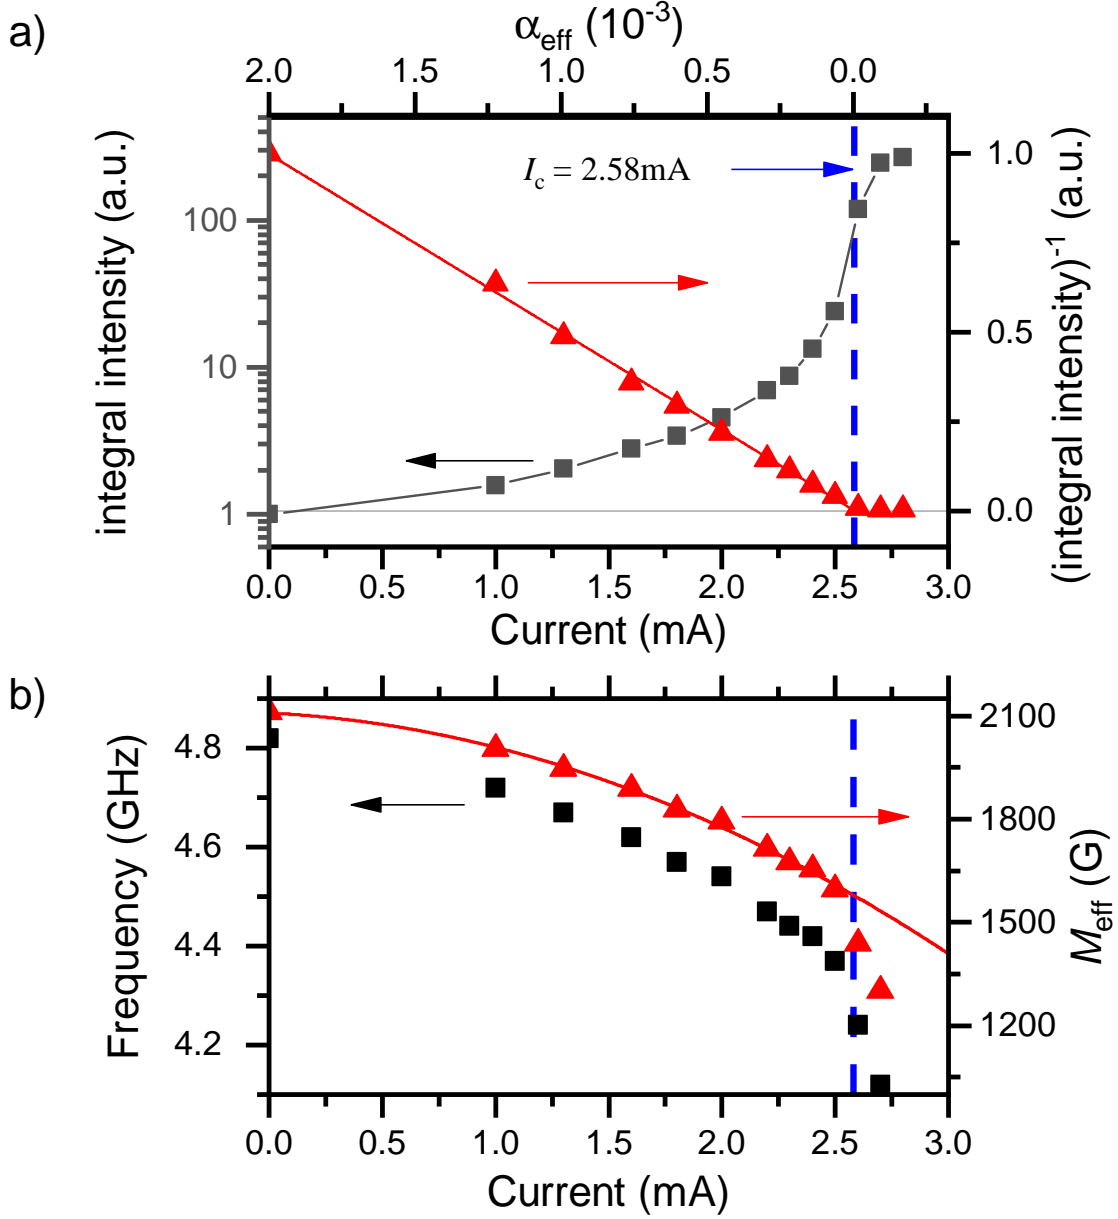 a)
α_eff (10^-3)
2.0 1.5 1.0 0.5 0.0
integral intensity (a.u.)
100
10
1
I_c = 2.58mA
1.0
0.5
0.0
(integral intensity)^-1 (a.u.)
0.0 0.5 1.0 1.5 2.0 2.5 3.0
Current (mA)
b)
Frequency (GHz)
4.8
4.6
4.4
4.2
2100
1800
1500
1200
M_eff (G)
0.0 0.5 1.0 1.5 2.0 2.5 3.0
Current (mA)